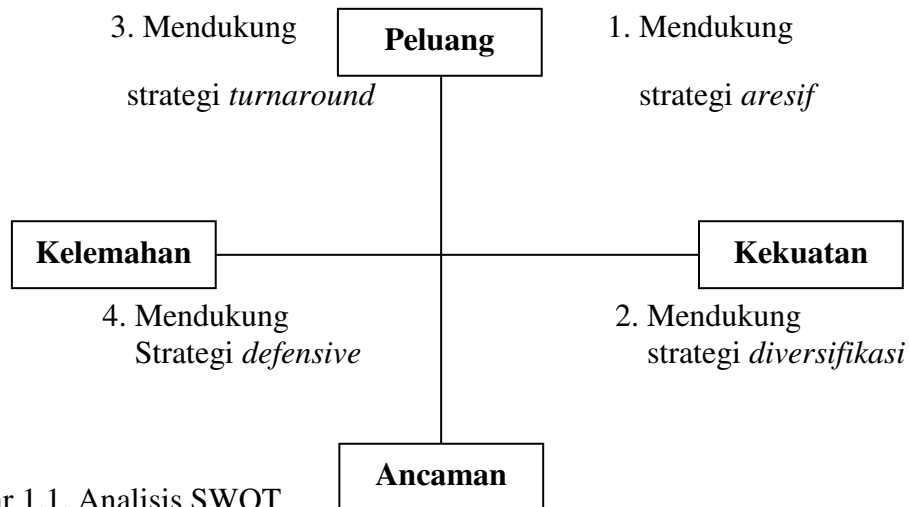 3. Mendukung
strategi turnaround
Peluang
1. Mendukung
strategi aresif
Kelemahan
Kekuatan
4. Mendukung
Strategi defensive
2. Mendukung
strategi diversifikasi
Ancaman
r 1.1. Analisis SWOT